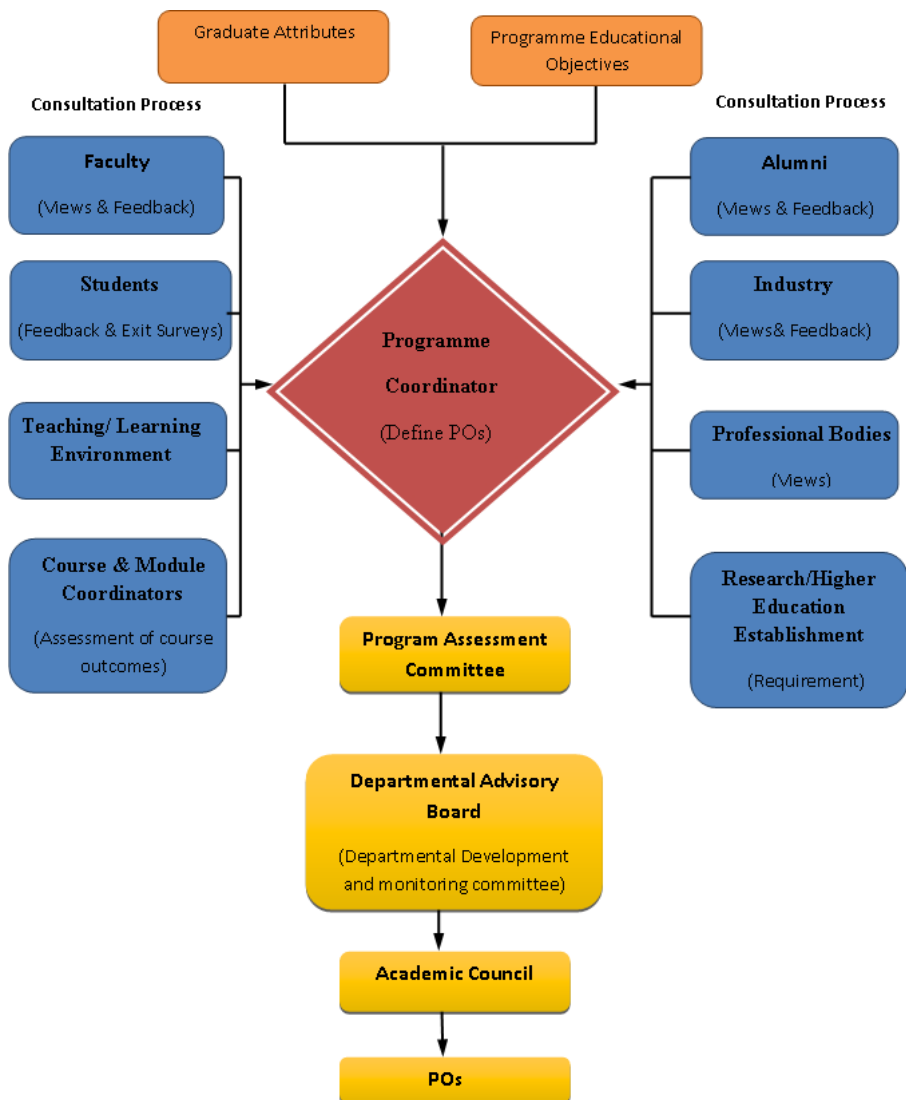 Graduate Attributes
Programme Educational
Objectives
Consultation Process
Faculty
(Views & Feedback)
Students
(Feedback & Exit Surveys)
Teaching/ Learning
Environment
Course & Module
Coordinators
(Assessment of course
outcomes)
Consultation Process
Alumni
(Views & Feedback)
Industry
(Views& Feedback)
Professional Bodies
(Views)
Research/Higher
Education
Establishment
(Requirement)
Programme
Coordinator
(Define POs)
Program Assessment
Committee
Departmental Advisory
Board
(Departmental Development
and monitoring committee)
Academic Council
POs